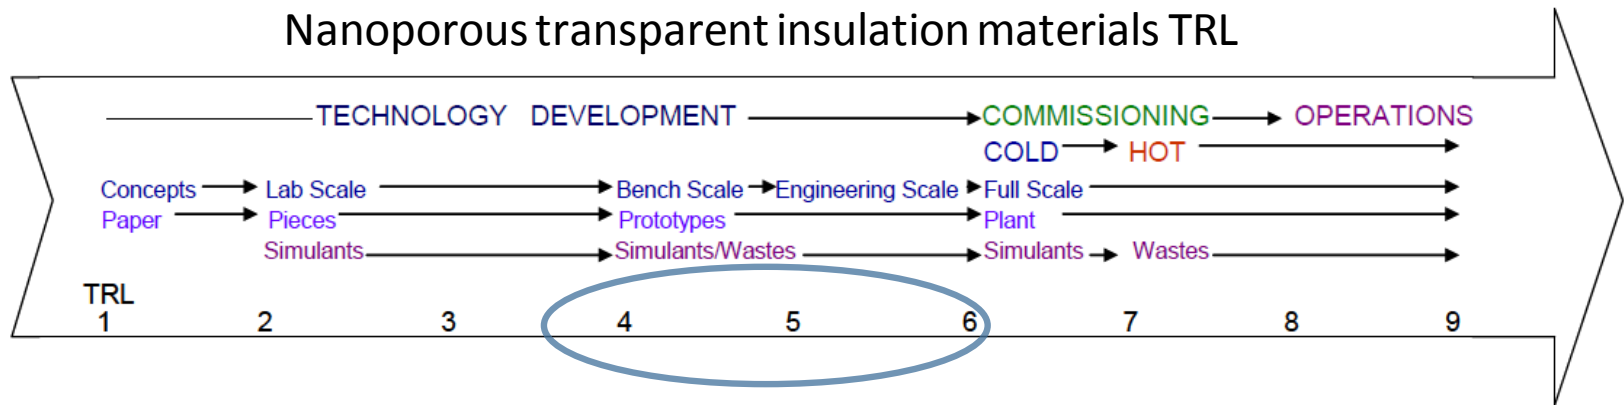 Nanoporous transparent insulation materials TRL
TECHNOLOGY DEVELOPMENT COMMISSIONING OPERATIONS
COLD HOT
Concepts Lab Scale Bench Scale Engineering Scale Full Scale
Paper Pieces Prototypes Plant
Simulants Simulants/Wastes Simulants Wastes
TRL
1 2 3 4 5 6 7 8 9